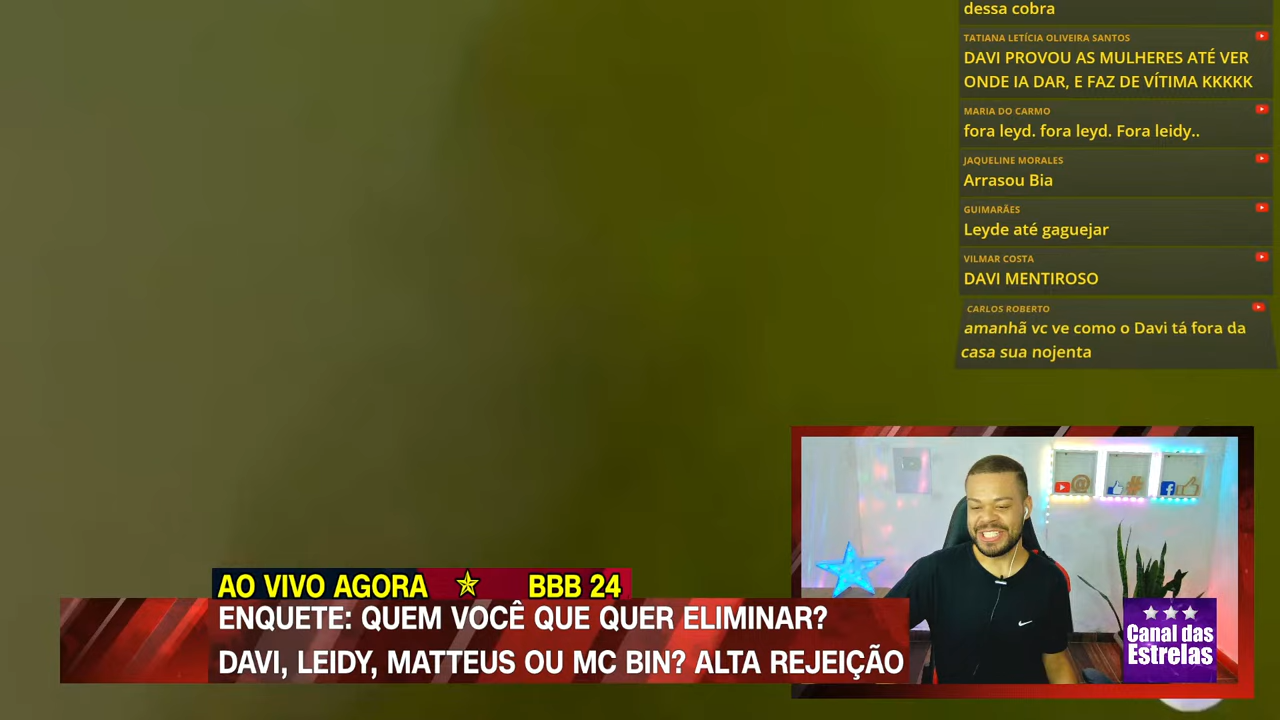 dessa cobra
TATIANA LETÍCIA OLIVEIRA SANTOS
DAVI PROVOU AS MULHERES ATÉ VER
ONDE IA DAR, E FAZ DE VÍTIMA KKKKK
MARIA DO CARMO
fora leyd. fora leyd. Fora leidy..
JAQUELINE MORALES
Arrasou Bia
GUIMARÃES
Leyde até gaguejar
VILMAR COSTA
DAVI MENTIROSO
CARLOS ROBERTO
amanhã vc ve como o Davi tá fora da
casa sua nojenta
AO VIVO AGORA BBB 24
ENQUETE: QUEM VOCÊ QUE QUER ELIMINAR?
DAVI, LEIDY, MATTEUS OU MC BIN? ALTA REJEIÇÃO
Canal das
Estrelas